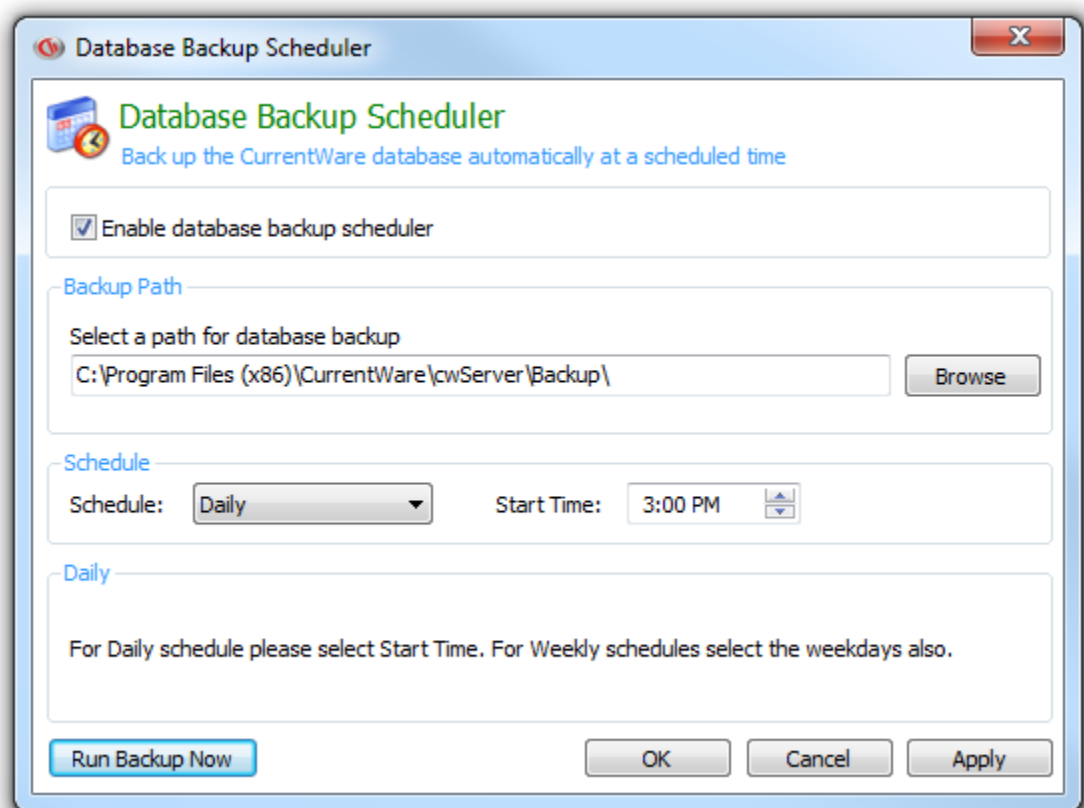 Database Backup Scheduler
Database Backup Scheduler
Back up the CurrentWare database automatically at a scheduled time
Enable database backup scheduler
Backup Path
Select a path for database backup
C:\Program Files (x86)\CurrentWare\cwServer\Backup\
Browse
Schedule
Schedule: Daily Start Time: 3:00 PM
Daily
For Daily schedule please select Start Time. For Weekly schedules select the weekdays also.
Run Backup Now OK Cancel Apply